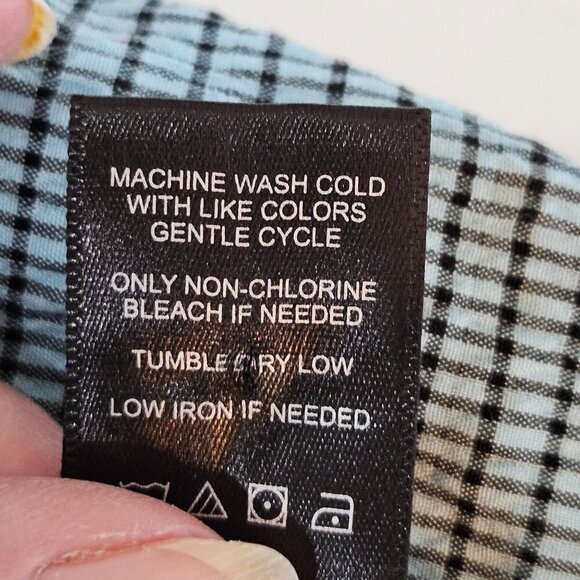 MACHINE WASH COLD
WITH LIKE COLORS
GENTLE CYCLE
ONLY NON-CHLORINE
BLEACH IF NEEDED
TUMBLE DRY LOW
LOW IRON IF NEEDED